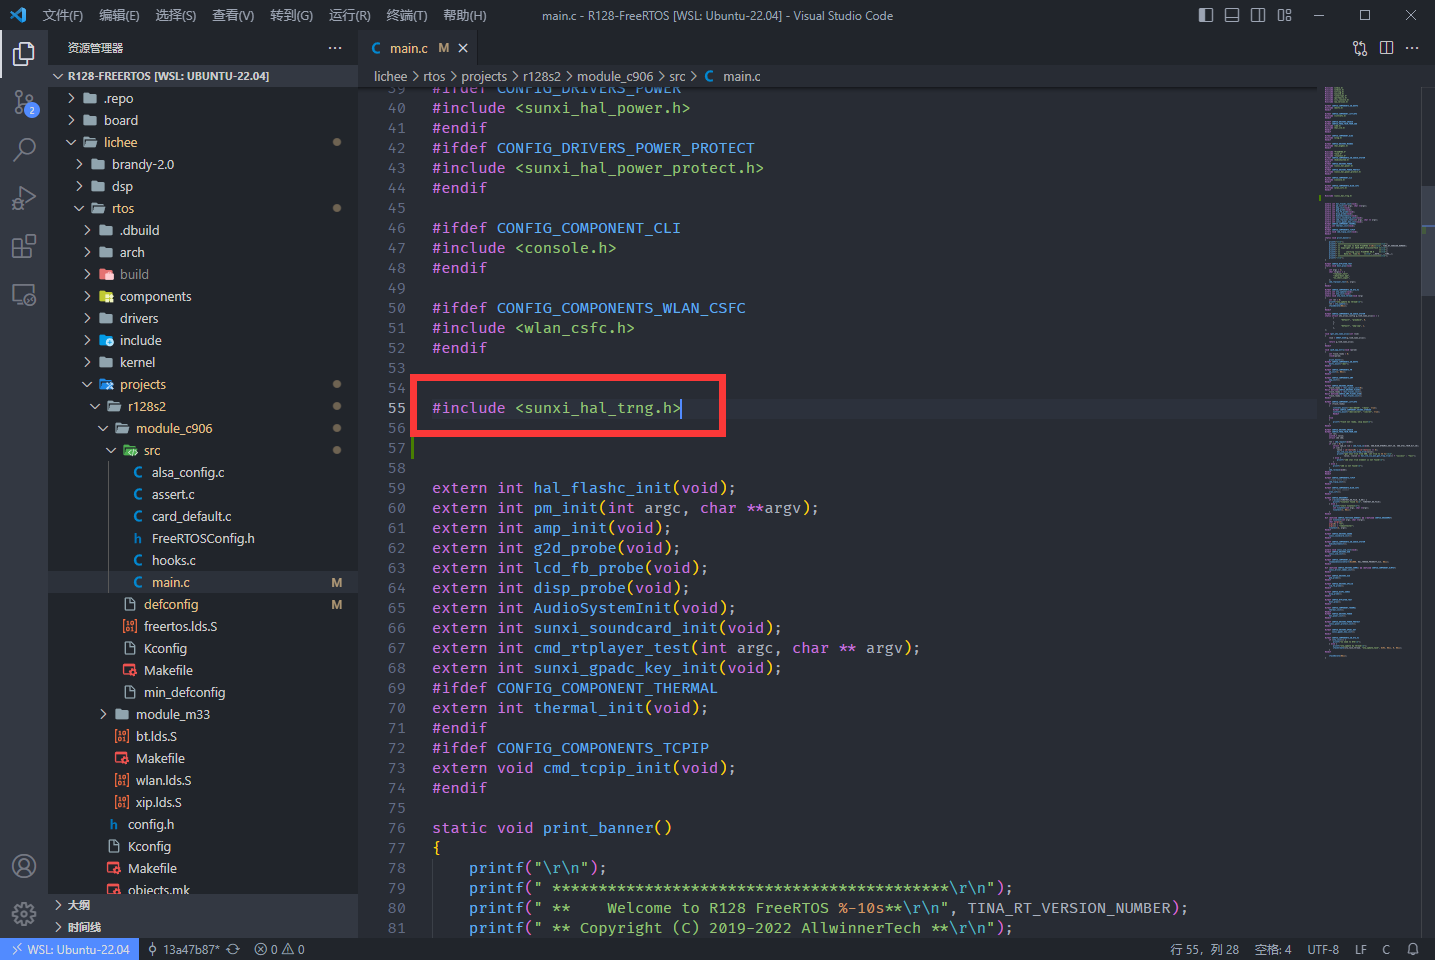 文件(F) 编辑(E) 选择(S) 查看(V) 转到(G) 运行(R) 终端(T) 帮助(H) main.c - R128-FreeRTOS [WSL: Ubuntu-22.04] - Visual Studio Code
资源管理器
main.c M
R128-FREERTOS [WSL: UBUNTU-22.04]
.repo
board
lichee
brandy-2.0
dsp
rtos
.dbuild
arch
build
components
drivers
include
kernel
projects
r128s2
module_c906
src
alsa_config.c
assert.c
card_default.c
FreeRTOSConfig.h
hooks.c
main.c M
defconfig M
freertos.lds.S
Kconfig
Makefile
min_defconfig
module_m33
bt.lds.S
Makefile
wlan.lds.S
xip.lds.S
config.h
Kconfig
Makefile
objects.mk
大纲
时间线
2
lichee > rtos > projects > r128s2 > module_c906 > src > C main.c
39 #ifdef CONFIG_DRIVERS_POWER
40 #include <sunxi_hal_power.h>
41 #endif
42 #ifdef CONFIG_DRIVERS_POWER_PROTECT
43 #include <sunxi_hal_power_protect.h>
44 #endif
45
46 #ifdef CONFIG_COMPONENT_CLI
47 #include <console.h>
48 #endif
49
50 #ifdef CONFIG_COMPONENTS_WLAN_CSFC
51 #include <wlan_csfc.h>
52 #endif
53
54
55 #include <sunxi_hal_trng.h>
56
57
58
59 extern int hal_flashc_init(void);
60 extern int pm_init(int argc, char **argv);
61 extern int amp_init(void);
62 extern int g2d_probe(void);
63 extern int lcd_fb_probe(void);
64 extern int disp_probe(void);
65 extern int AudioSystemInit(void);
66 extern int sunxi_soundcard_init(void);
67 extern int cmd_rtplayer_test(int argc, char ** argv);
68 extern int sunxi_gpadc_key_init(void);
69 #ifdef CONFIG_COMPONENT_THERMAL
70 extern int thermal_init(void);
71 #endif
72 #ifdef CONFIG_COMPONENTS_TCPIP
73 extern void cmd_tcpip_init(void);
74 #endif
75
76 static void print_banner()
77 {
78     printf("\r\n");
79     printf(" *******************************************\r\n");
80     printf(" **    Welcome to R128 FreeRTOS %-10s**\r\n", TINA_RT_VERSION_NUMBER);
81     printf(" ** Copyright (C) 2019-2022 AllwinnerTech **\r\n");
WSL: Ubuntu-22.04 13a47b87* 0 0 行 55，列 28 空格: 4 UTF-8 LF C